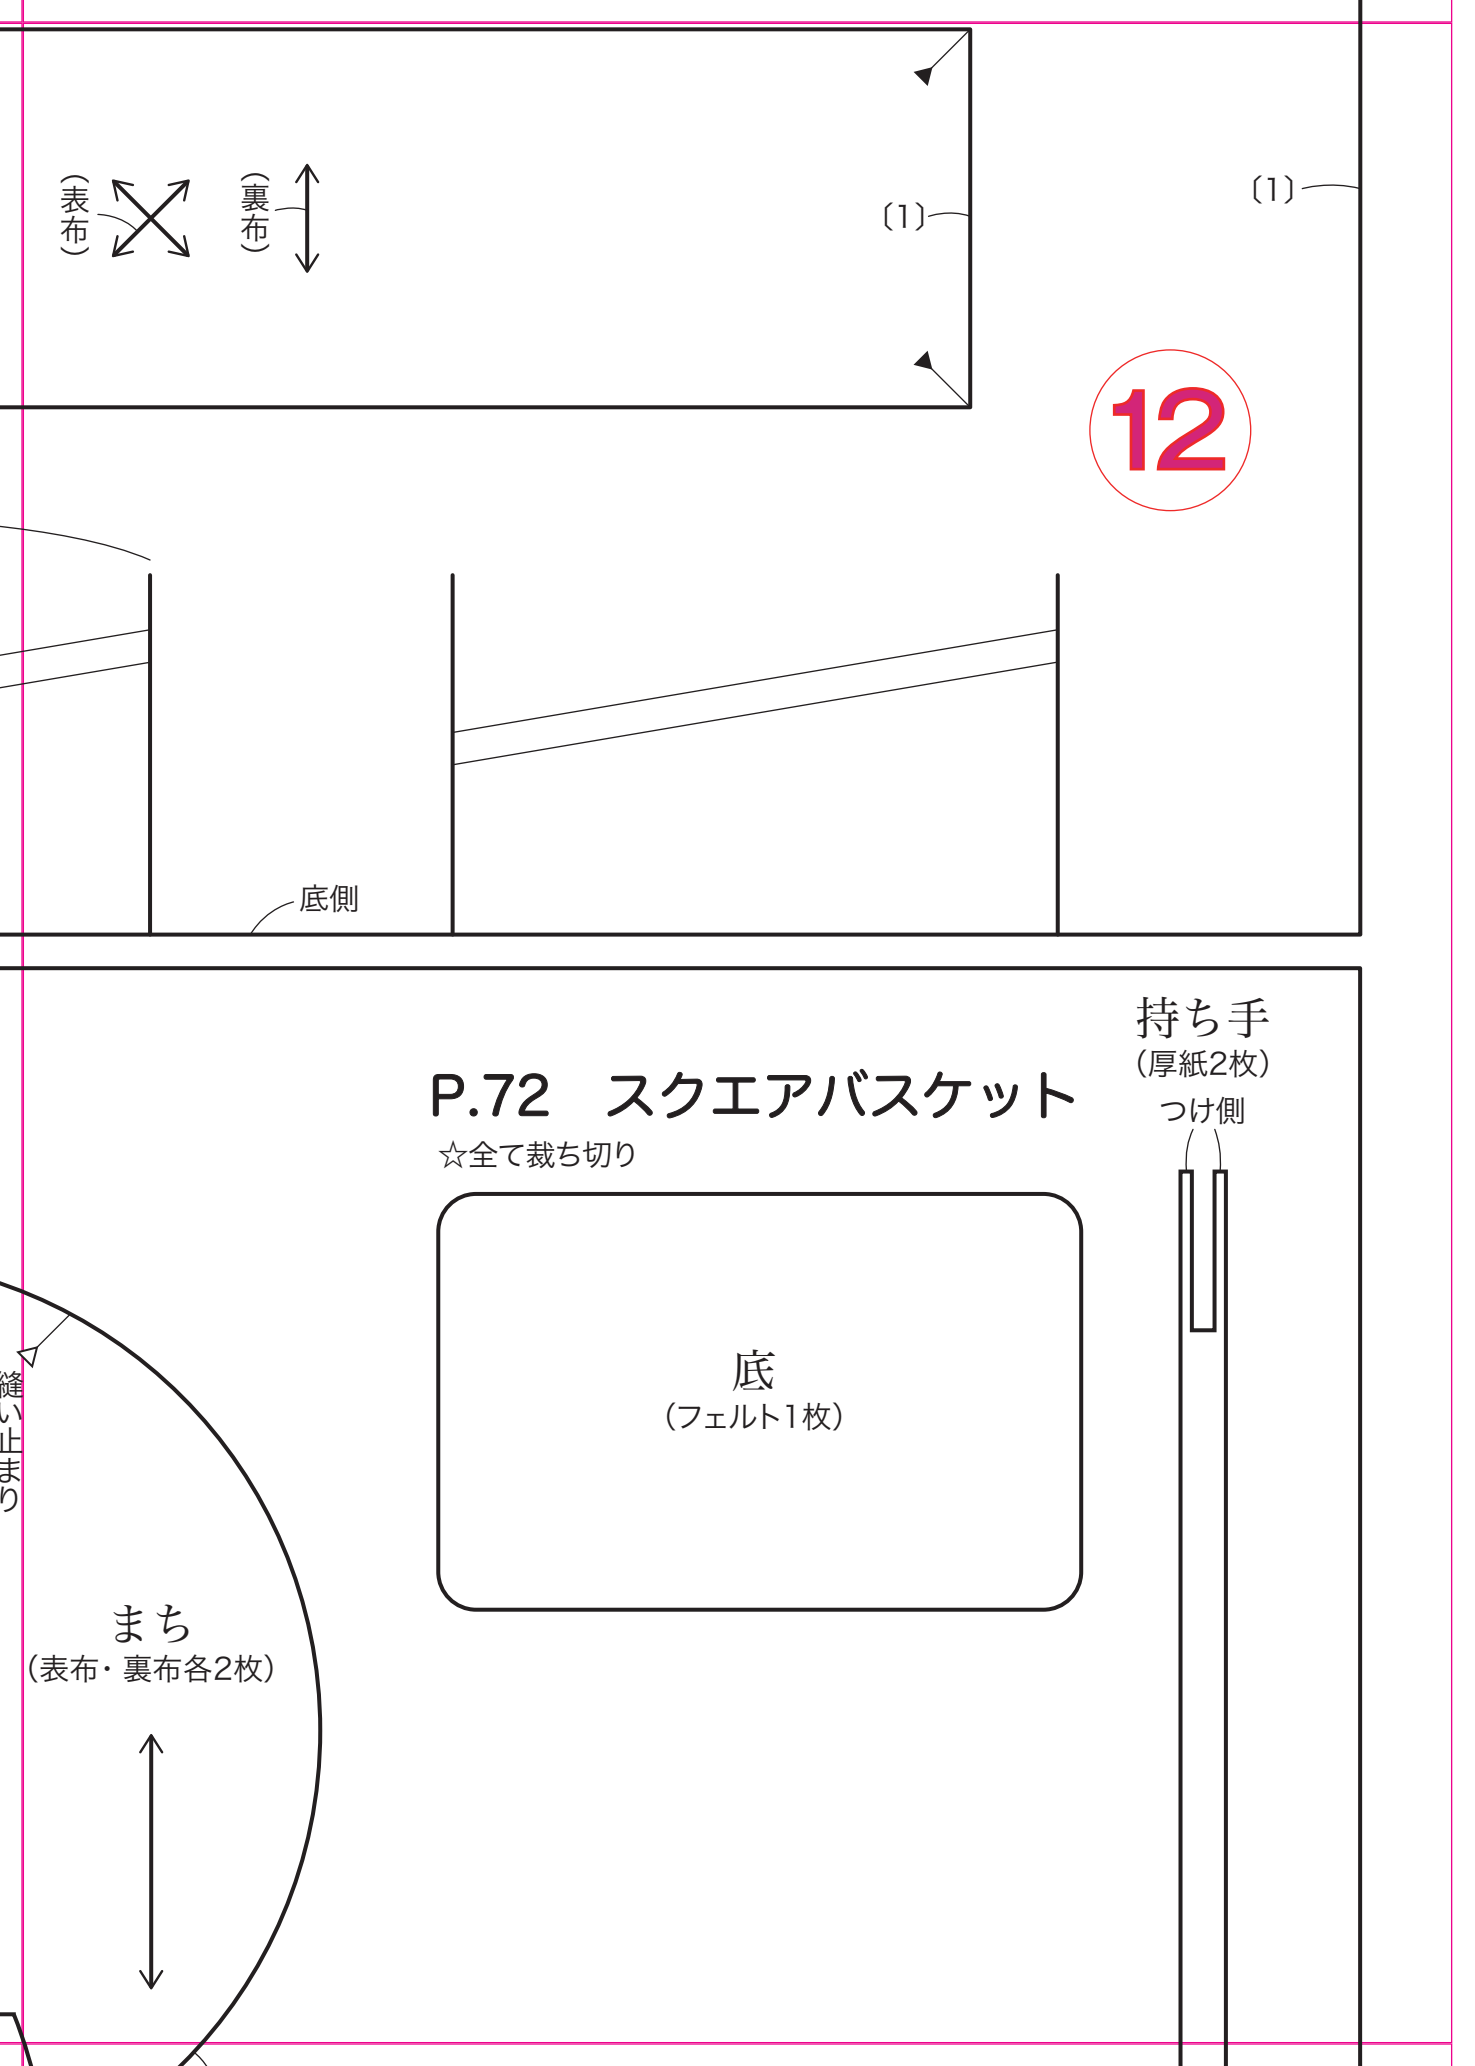 (表布)
(裏布)
〔1〕
〔1〕
12
底側
持ち手
(厚紙2枚)
つけ側
P.72 スクエアバスケット
☆全て裁ち切り
底
(フェルト1枚)
縫い止まり
まち
(表布・裏布各2枚)